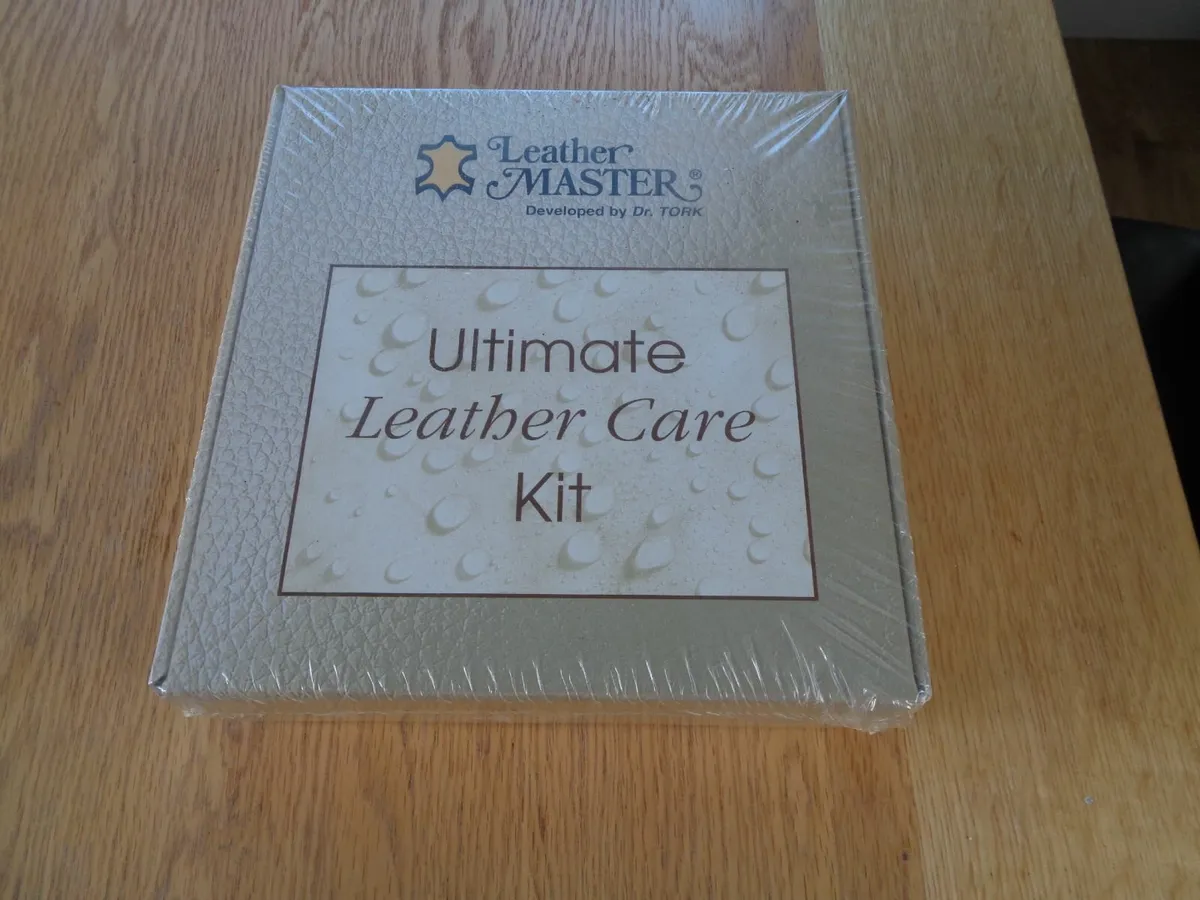 Leather
MASTER®
Developed by Dr. TORK
Ultimate
Leather Care
Kit